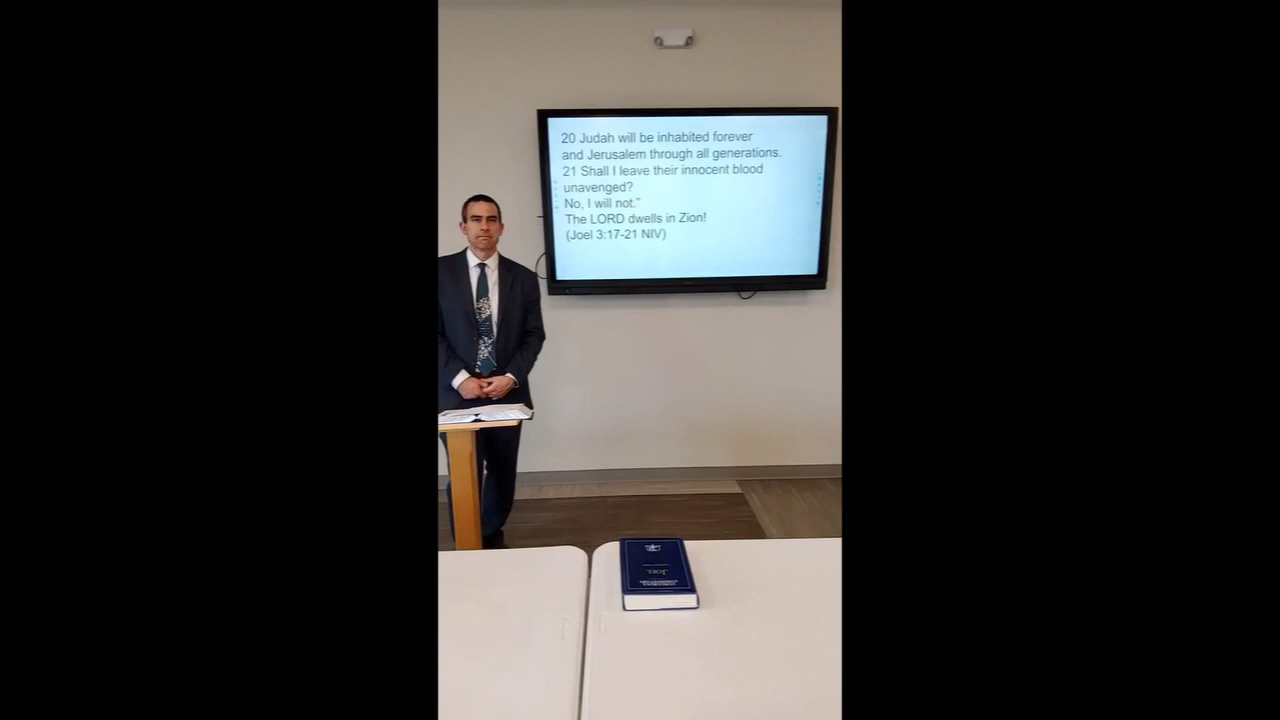 20 Judah will be inhabited forever
and Jerusalem through all generations.
21 Shall I leave their innocent blood
unavenged?
No, I will not.”
The LORD dwells in Zion!
(Joel 3:17-21 NIV)
JOEL